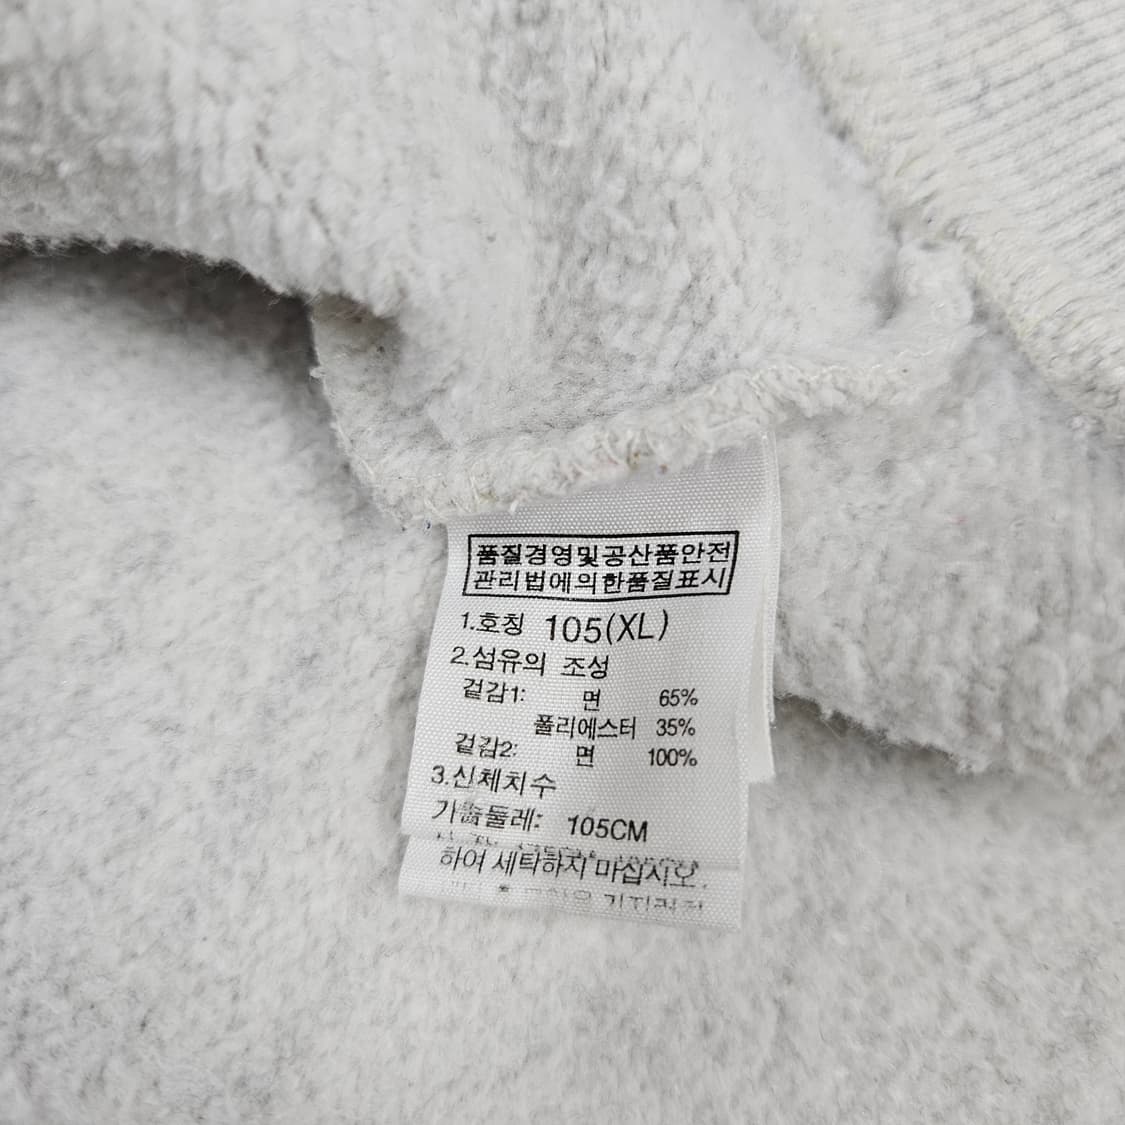 품질경영및공산품안전
관리법에의한품질표시
1.호칭 105(XL)
2.섬유의 조성
겉감1: 면 65%
폴리에스터 35%
겉감2: 면 100%
3.신체치수
가슴둘레: 105CM
하여 세탁하지 마십시오.